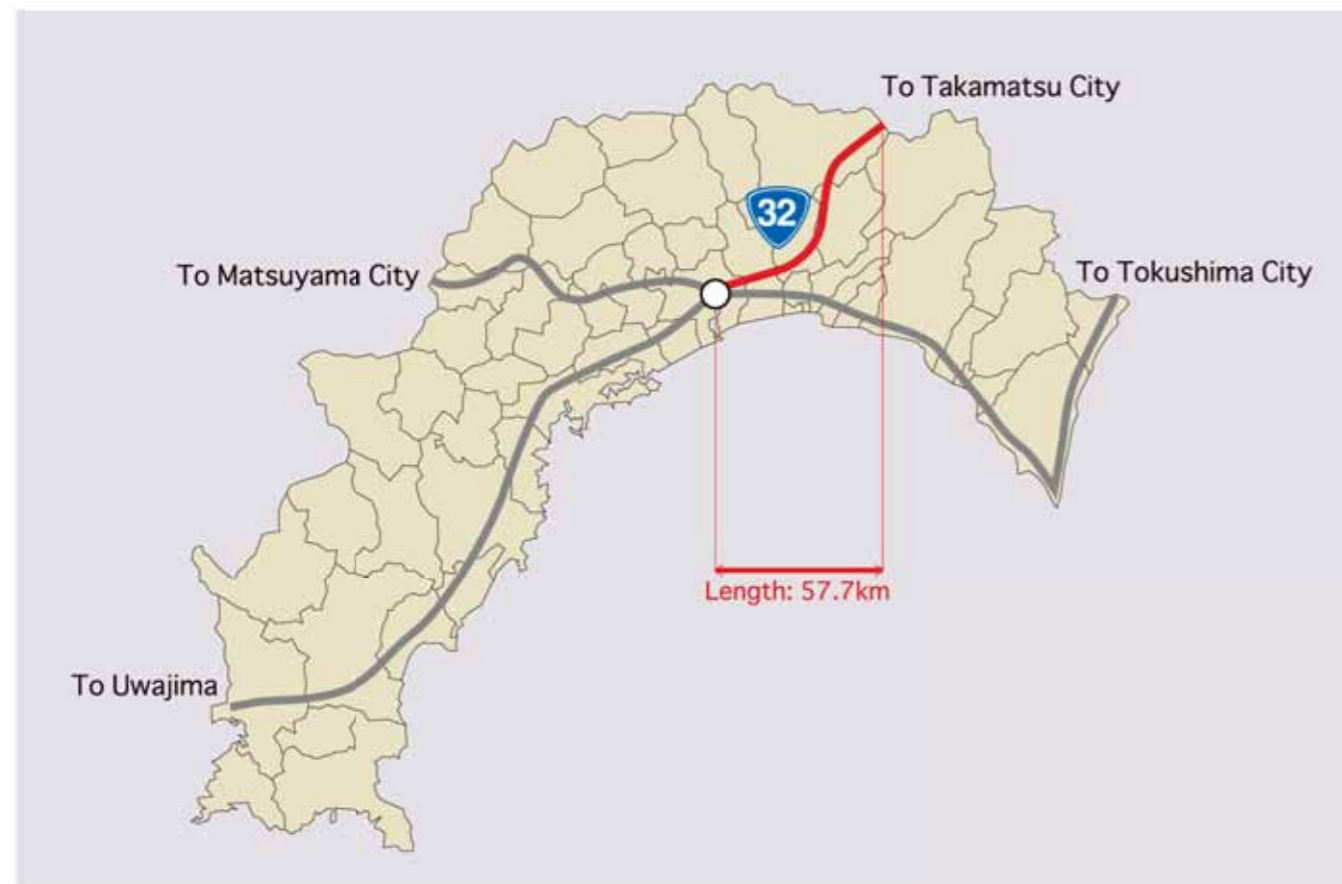 To Takamatsu City
32
To Matsuyama City
To Tokushima City
Length: 57.7km
To Uwajima